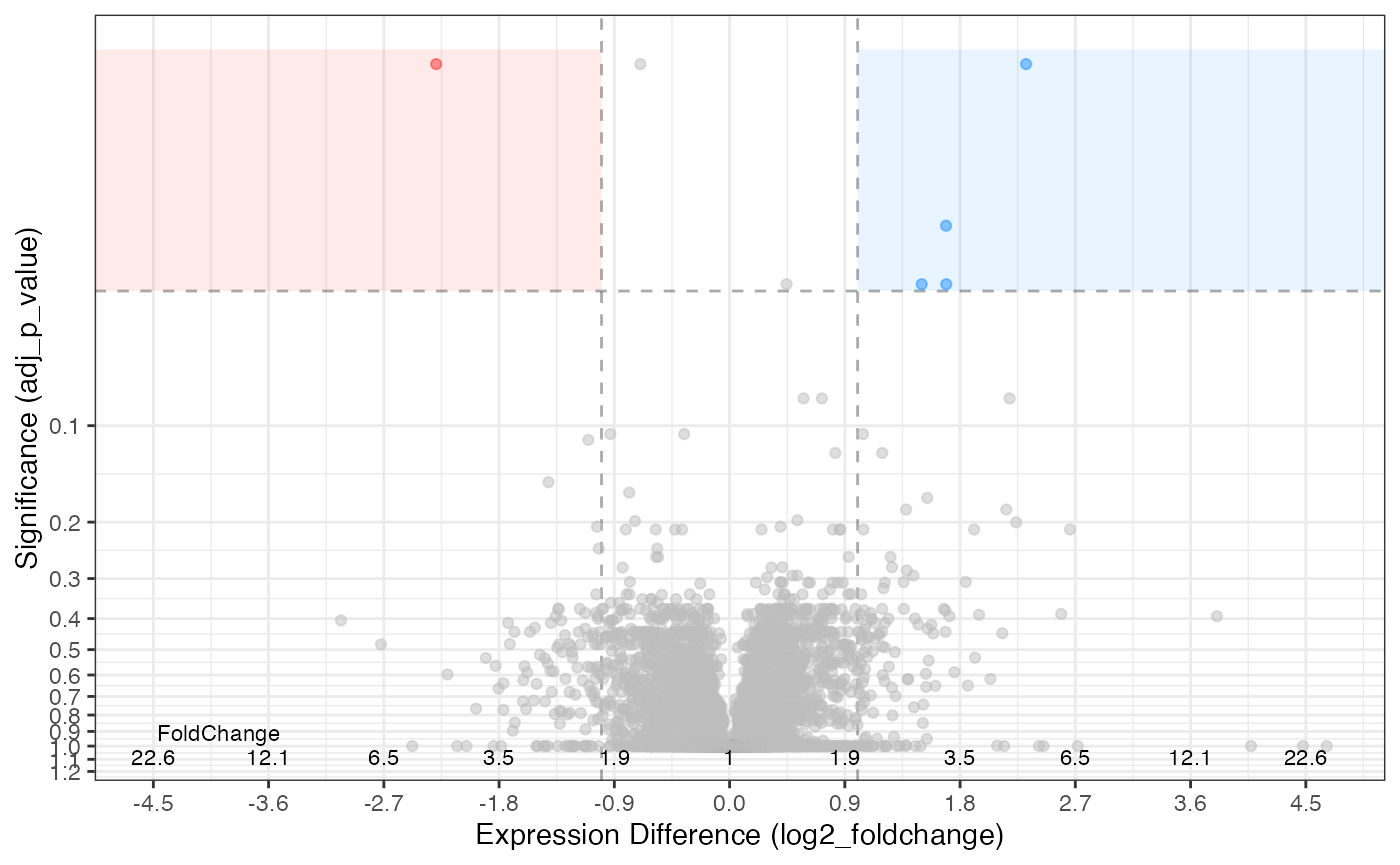 Significance (adj_p_value)
0.1
0.2
0.3
0.4
0.5
0.6
0.7
0.8
0.9
1.0
1.1
1.2
FoldChange
22.6 12.1 6.5 3.5 1.9 1 1.9 3.5 6.5 12.1 22.6
-4.5 -3.6 -2.7 -1.8 -0.9 0.0 0.9 1.8 2.7 3.6 4.5
Expression Difference (log2_foldchange)